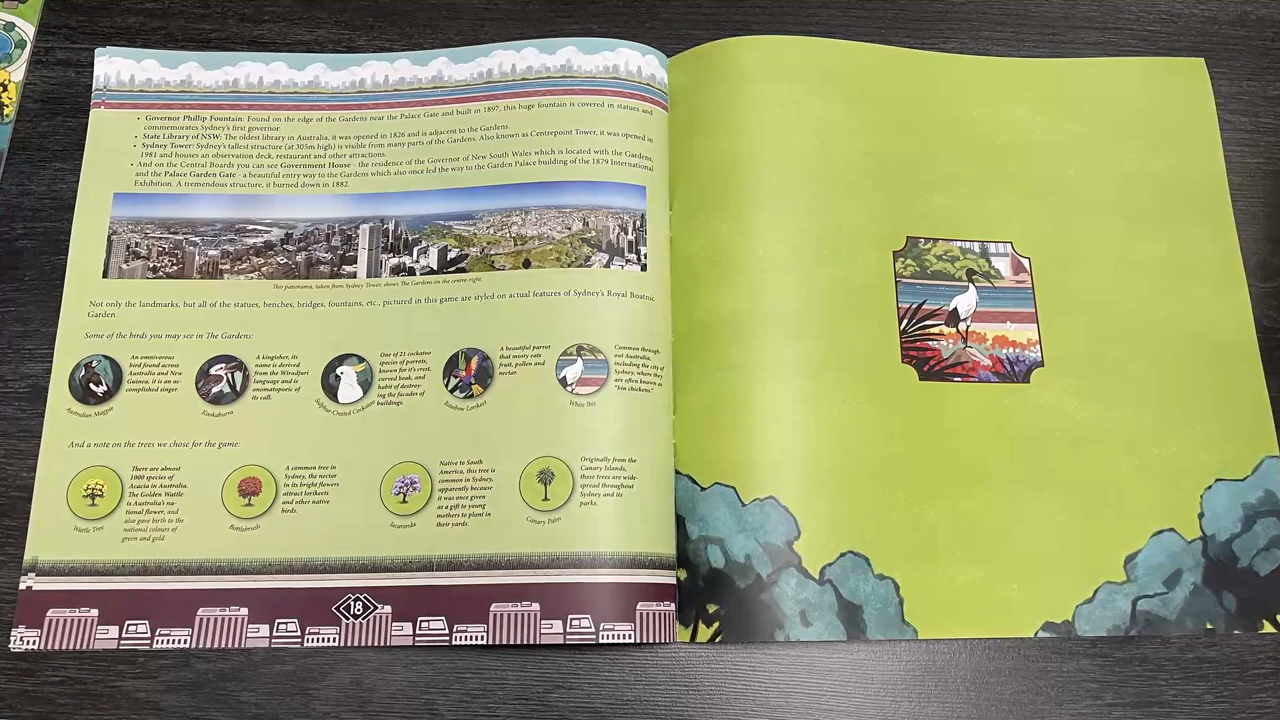 • Governor Phillip Fountain: Found on the edge of the Gardens near the Palace Gate and built in 1897, this huge fountain is covered in statues and
commemorates Sydney's first governor.
• State Library of NSW: The oldest library in Australia, it was opened in 1826 and is adjacent to the Gardens.
• Sydney Tower: Sydney's tallest structure (at 305m high) is visible from many parts of the Gardens. Also known as Centrepoint Tower, it was opened in
1981 and houses an observation deck, restaurant and other attractions.
• And on the Central Boards you can see Government House - the residence of the Governor of New South Wales which is located with the Gardens,
and the Palace Garden Gate - a beautiful entry way to the Gardens which also once led the way to the Garden Palace building of the 1879 International
Exhibition. A tremendous structure, it burned down in 1882.
This panorama, taken from Sydney Tower, shows The Gardens on the centre-right.
Not only the landmarks, but all of the statues, benches, bridges, fountains, etc., pictured in this game are styled on actual features of Sydney's Royal Boatnic
Garden.
Some of the birds you may see in The Gardens:
An omnivorous
bird found across
Australia and New
Guinea, it is an ac-
complished singer.
Australian Magpie
A kingisher, its
name is derived
from the Wiradjuri
language and is
onomatopoeic of
its call.
Kookaburra
One of 21 cockatoo
species of parrots,
known for it's crest,
curved beak, and
habit of destroy-
ing the facades of
buildings.
Sulphur-Crested Cockatoo
A beautiful parrot
that mosty eats
fruit, pollen and
nectar.
Rainbow Lorikeet
Common through-
out Australia,
including the city of
Sydney, where they
are often known as
"bin chickens."
White Ibis
And a note on the trees we chose for the game:
There are almost
1000 species of
Acacia in Australia.
The Golden Wattle
is Australia's na-
tional flower, and
also gave birth to the
national colours of
green and gold.
Wattle Tree
A common tree in
Sydney, the nectar
in its bright flowers
attract lorikeets
and other native
birds.
Bottlebrush
Native to South
America, this tree is
common in Sydney,
apparently because
it was once given
as a gift to young
mothers to plant in
their yards.
Jacaranda
Originally from the
Canary Islands,
these trees are wide-
spread throughout
Sydney and its
parks.
Canary Palm
18